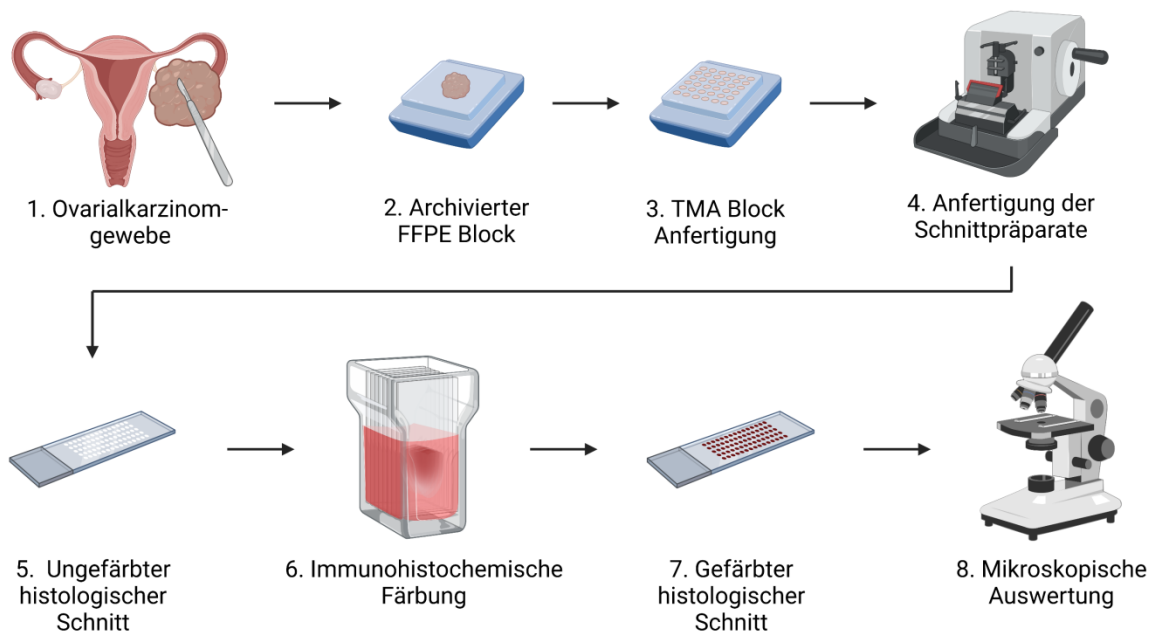 1. Ovarialkarzinom-
gewebe
2. Archivierter
FFPE Block
3. TMA Block
Anfertigung
4. Anfertigung der
Schnittpräparate
5. Ungefärbter
histologischer
Schnitt
6. Immunohistochemische
Färbung
7. Gefärbter
histologischer
Schnitt
8. Mikroskopische
Auswertung